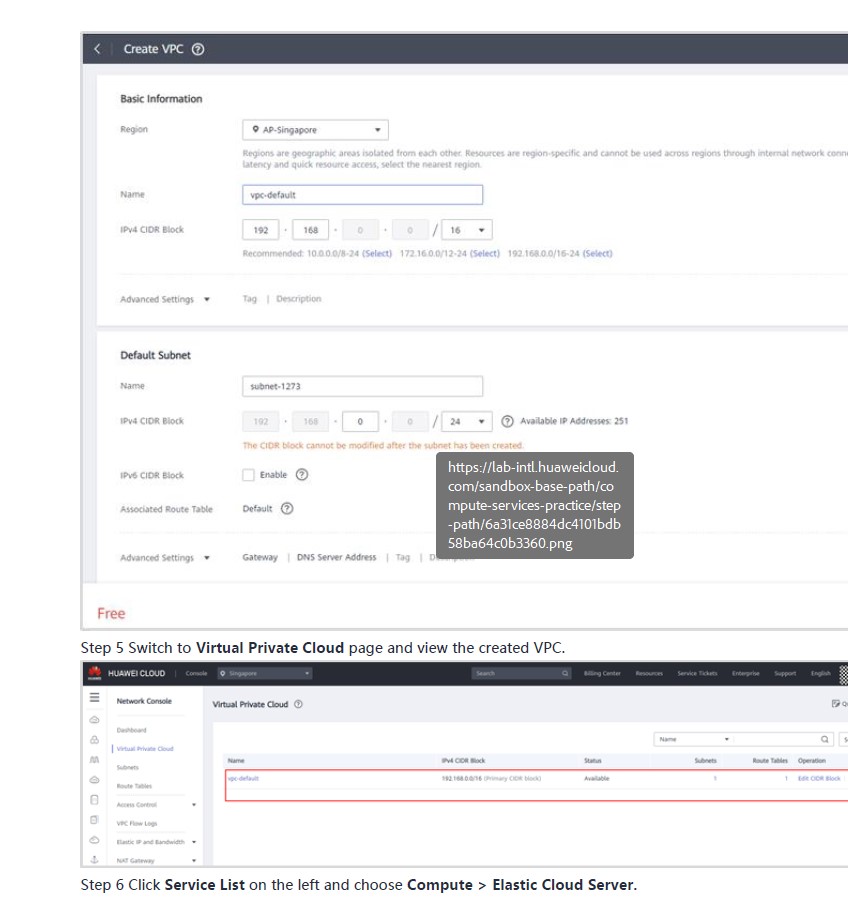 Create VPC ?
Basic Information
Region AP-Singapore
Regions are geographic areas isolated from each other. Resources are region-specific and cannot be used across regions through internal network conn
latency and quick resource access, select the nearest region.
Name vpc-default
IPv4 CIDR Block 192 . 168 . 0 . 0 / 16
Recommended: 10.0.0.0/8-24 (Select) 172.16.0.0/12-24 (Select) 192.168.0.0/16-24 (Select)
Advanced Settings Tag | Description
Default Subnet
Name subnet-1273
IPv4 CIDR Block 192 . 168 . 0 . 0 / 24 ? Available IP Addresses: 251
The CIDR block cannot be modified after the subnet has been created.
IPv6 CIDR Block Enable ?
Associated Route Table Default ?
Advanced Settings Gateway | DNS Server Address | Tag |
https://lab-intl.huaweicloud.
com/sandbox-base-path/co
mpute-services-practice/step
-path/6a31ce8884dc4101bdb
58ba64c0b3360.png
Free
Step 5 Switch to Virtual Private Cloud page and view the created VPC.
HUAWEI HUAWEI CLOUD | Console Singapore Search Billing Center Resources Service Tickets Enterprise Support English
Network Console
Virtual Private Cloud ?
Dashboard
Virtual Private Cloud
Subnets
Route Tables
Access Control
VPC Flow Logs
Elastic IP and Bandwidth
NAT Gateway
Name
Name IPv4 CIDR Block Status Subnets Route Tables Operation
vpc-default 192.168.0.0/16 (Primary CIDR block) Available 1 1 Edit CIDR Block
Step 6 Click Service List on the left and choose Compute > Elastic Cloud Server.